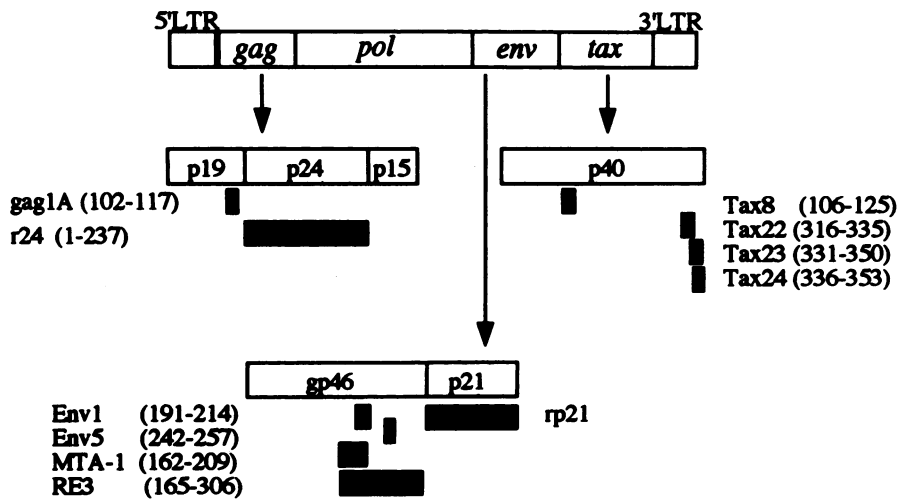 5'LTR 3'LTR
gag pol env tax
p19 p24 p15 p40
gag1A (102-117)
r24 (1-237)
Tax8 (106-125)
Tax22 (316-335)
Tax23 (331-350)
Tax24 (336-353)
gp46 p21
Env1 (191-214) rp21
Env5 (242-257)
MTA-1 (162-209)
RE3 (165-306)